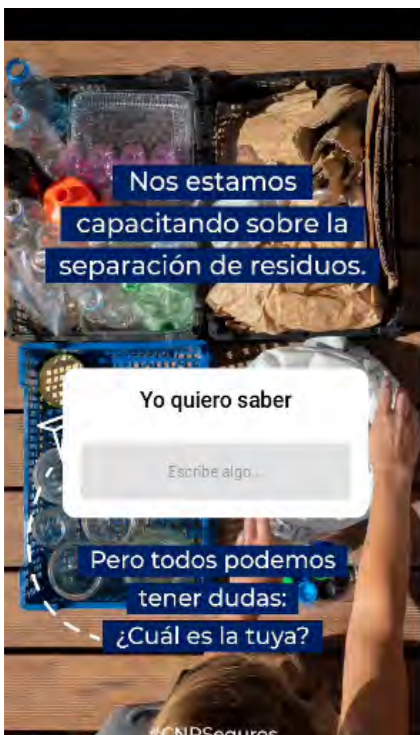 Nos estamos
capacitando sobre la
separación de residuos.
Yo quiero saber
Escribe algo...
Pero todos podemos
tener dudas:
¿Cuál es la tuya?
#CNPSeguros